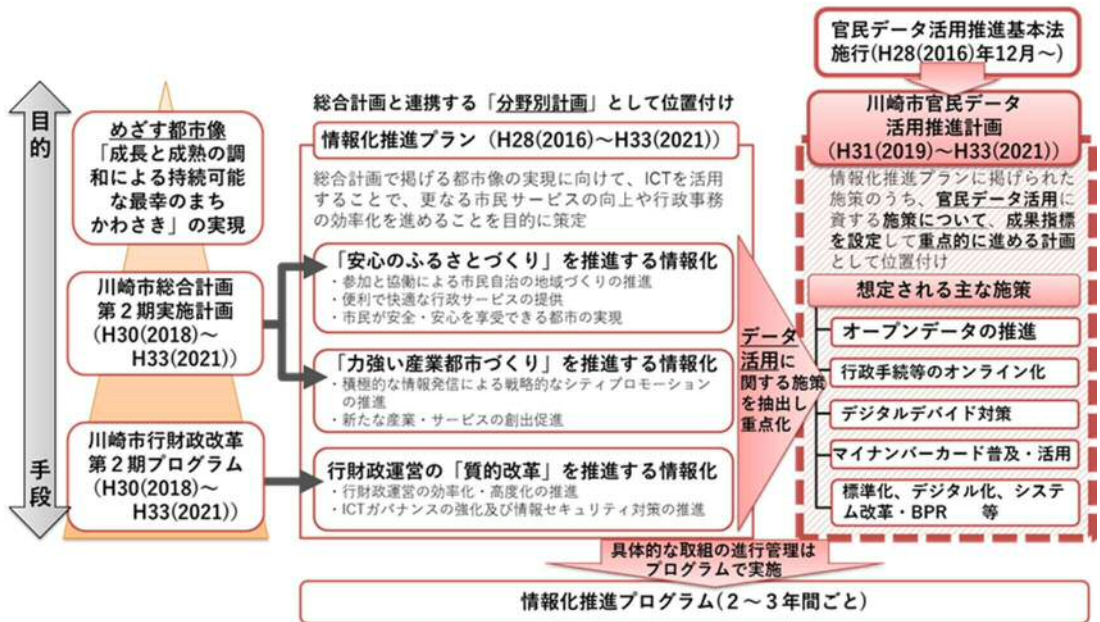 目的
手段
めざす都市像
「成長と成熟の調
和による持続可能
な最幸のまち
かわさき」の実現
川崎市総合計画
第2期実施計画
(H30(2018)～
H33(2021))
川崎市行財政改革
第2期プログラム
(H30(2018)～
H33(2021))
総合計画と連携する「分野別計画」として位置付け
情報化推進プラン（H28(2016)～H33(2021)）
総合計画で掲げる都市像の実現に向けて、ICTを活用
することで、更なる市民サービスの向上や行政事務
の効率化を進めることを目的に策定
「安心のふるさとづくり」を推進する情報化
・参加と協働による市民自治の地域づくりの推進
・便利で快適な行政サービスの提供
・市民が安全・安心を享受できる都市の実現
「力強い産業都市づくり」を推進する情報化
・積極的な情報発信による戦略的なシティプロモーション
の推進
・新たな産業・サービスの創出促進
行財政運営の「質的改革」を推進する情報化
・行財政運営の効率化・高度化の推進
・ICTガバナンスの強化及び情報セキュリティ対策の推進
データ
活用に
関する施策
を抽出し
重点化
官民データ活用推進基本法
施行(H28(2016)年12月～)
川崎市官民データ
活用推進計画
(H31(2019)～H33(2021))
情報化推進プランに掲げられた
施策のうち、官民データ活用に
資する施策について、成果指標
を設定して重点的に進める計画
として位置付け
想定される主な施策
オープンデータの推進
行政手続等のオンライン化
デジタルデバイド対策
マイナンバーカード普及・活用
標準化、デジタル化、システ
ム改革・BPR　等
具体的な取組の進行管理は
プログラムで実施
情報化推進プログラム(２～３年間ごと)